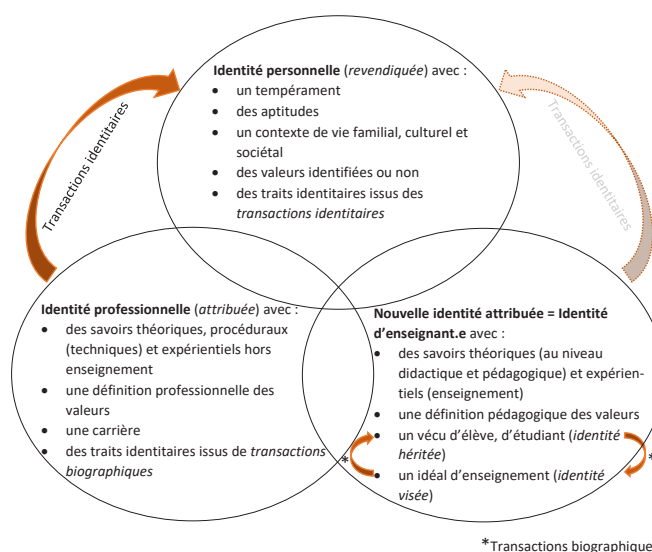 Identité personnelle (revendiquée) avec :
• un tempérament
• des aptitudes
• un contexte de vie familial, culturel et
sociétal
• des valeurs identifiées ou non
• des traits identitaires issus des
transactions identitaires
Transactions identitaires
Transactions identitaires
Identité professionnelle (attribuée) avec :
• des savoirs théoriques, procéduraux
(techniques) et expérientiels hors
enseignement
• une définition professionnelle des
valeurs
• une carrière
• des traits identitaires issus de transactions
biographiques
Nouvelle identité attribuée = Identité
d'enseignant.e avec :
• des savoirs théoriques (au niveau
didactique et pédagogique) et expérien-
tiels (enseignement)
• une définition pédagogique des valeurs
• un vécu d'élève, d'étudiant (identité
héritée)
• un idéal d'enseignement (identité
visée)
*
*
*Transactions biographique